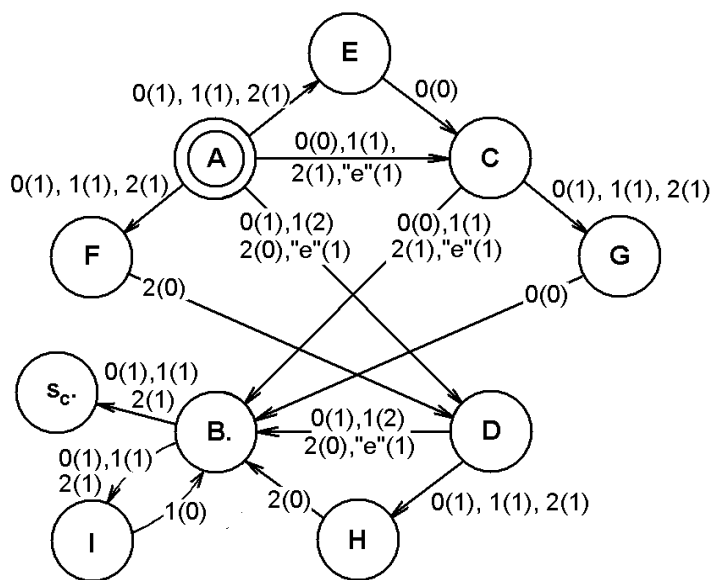 E
0(1), 1(1), 2(1)
0(0)
A
0(0),1(1),
2(1),"e"(1)
C
0(1), 1(1), 2(1)
0(1), 1(1), 2(1)
0(1),1(2)
2(0),"e"(1)
0(0),1(1)
2(1),"e"(1)
F
G
2(0)
0(0)
s_c.
0(1),1(1)
2(1)
B.
0(1),1(2)
2(0),"e"(1)
D
0(1),1(1)
2(1)
1(0)
2(0)
0(1), 1(1), 2(1)
I
H